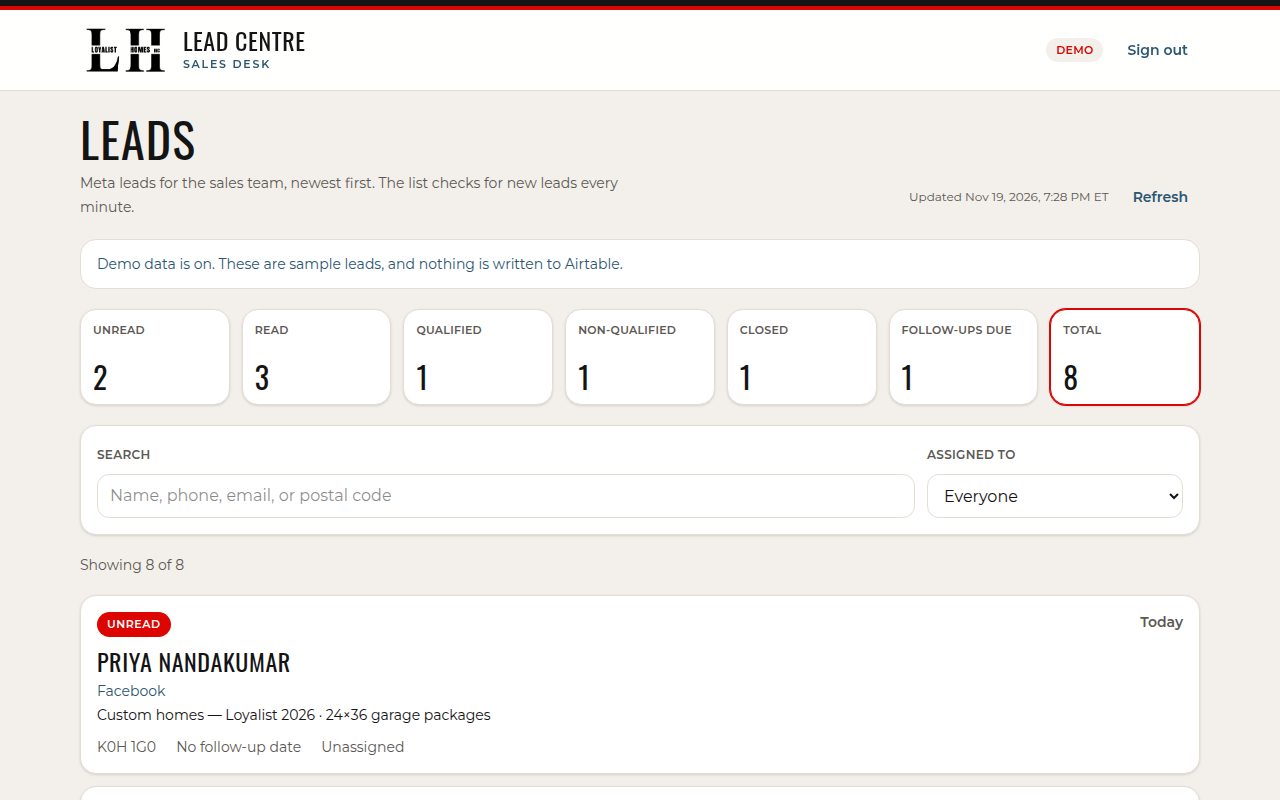 LH
LOYALIST HOMES INC
LEAD CENTRE
SALES DESK
DEMO
Sign out
LEADS
Meta leads for the sales team, newest first. The list checks for new leads every
minute.
Updated Nov 19, 2026, 7:28 PM ET
Refresh
Demo data is on. These are sample leads, and nothing is written to Airtable.
UNREAD
2
READ
3
QUALIFIED
1
NON-QUALIFIED
1
CLOSED
1
FOLLOW-UPS DUE
1
TOTAL
8
SEARCH
Name, phone, email, or postal code
ASSIGNED TO
Everyone
Showing 8 of 8
UNREAD
Today
PRIYA NANDAKUMAR
Facebook
Custom homes — Loyalist 2026 · 24×36 garage packages
K0H 1G0 No follow-up date Unassigned